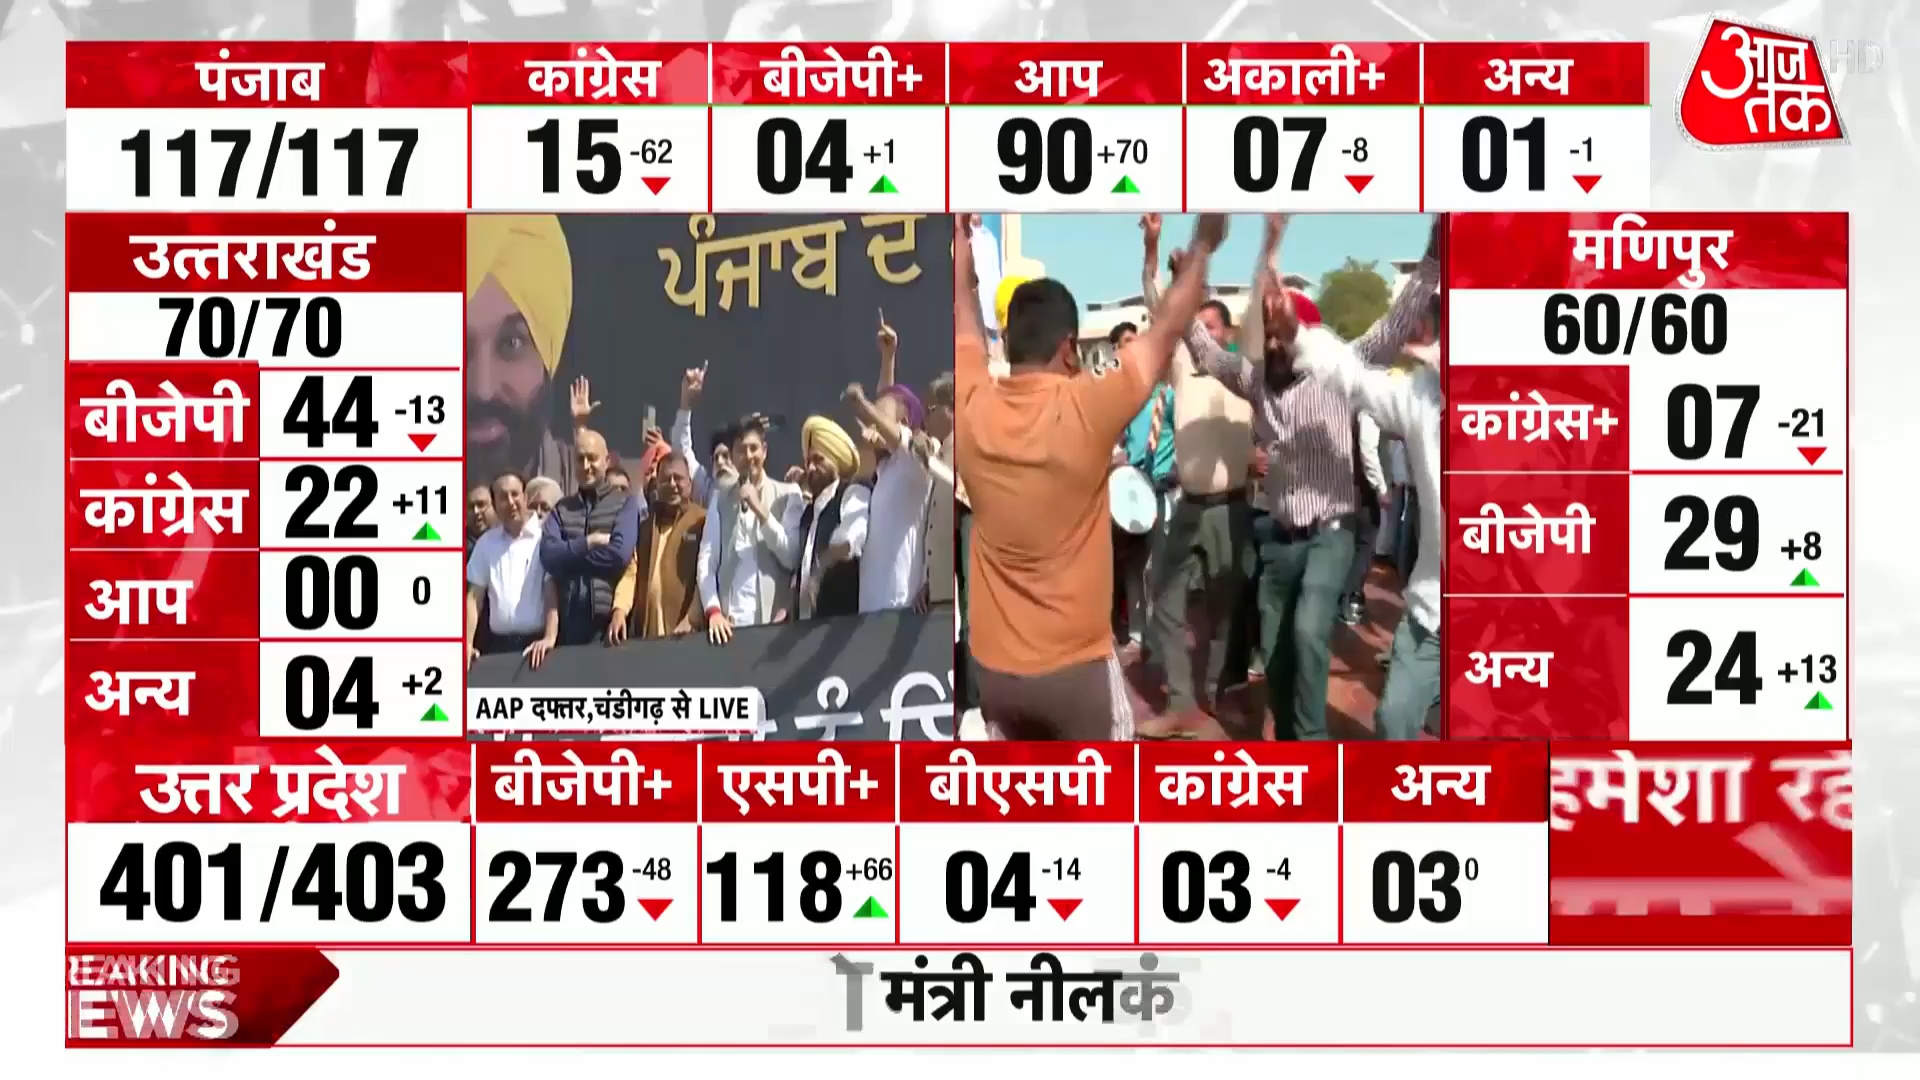 पंजाब
117/117
कांग्रेस
15 -62
बीजेपी+
04 +1
आप
90 +70
अकाली+
07 -8
अन्य
01 -1
आज
तक
HD
उत्तराखंड
70/70
बीजेपी 44 -13
कांग्रेस 22 +11
आप 00 0
अन्य 04 +2
ਪੰਜਾਬ ਦੇ
AAP दफ्तर,चंडीगढ़ से LIVE
मणिपुर
60/60
कांग्रेस+ 07 -21
बीजेपी 29 +8
अन्य 24 +13
उत्तर प्रदेश
401/403
बीजेपी+
273 -48
एसपी+
118 +66
बीएसपी
04 -14
कांग्रेस
03 -4
अन्य
03 0
हमेशा
मंत्री नीलकं